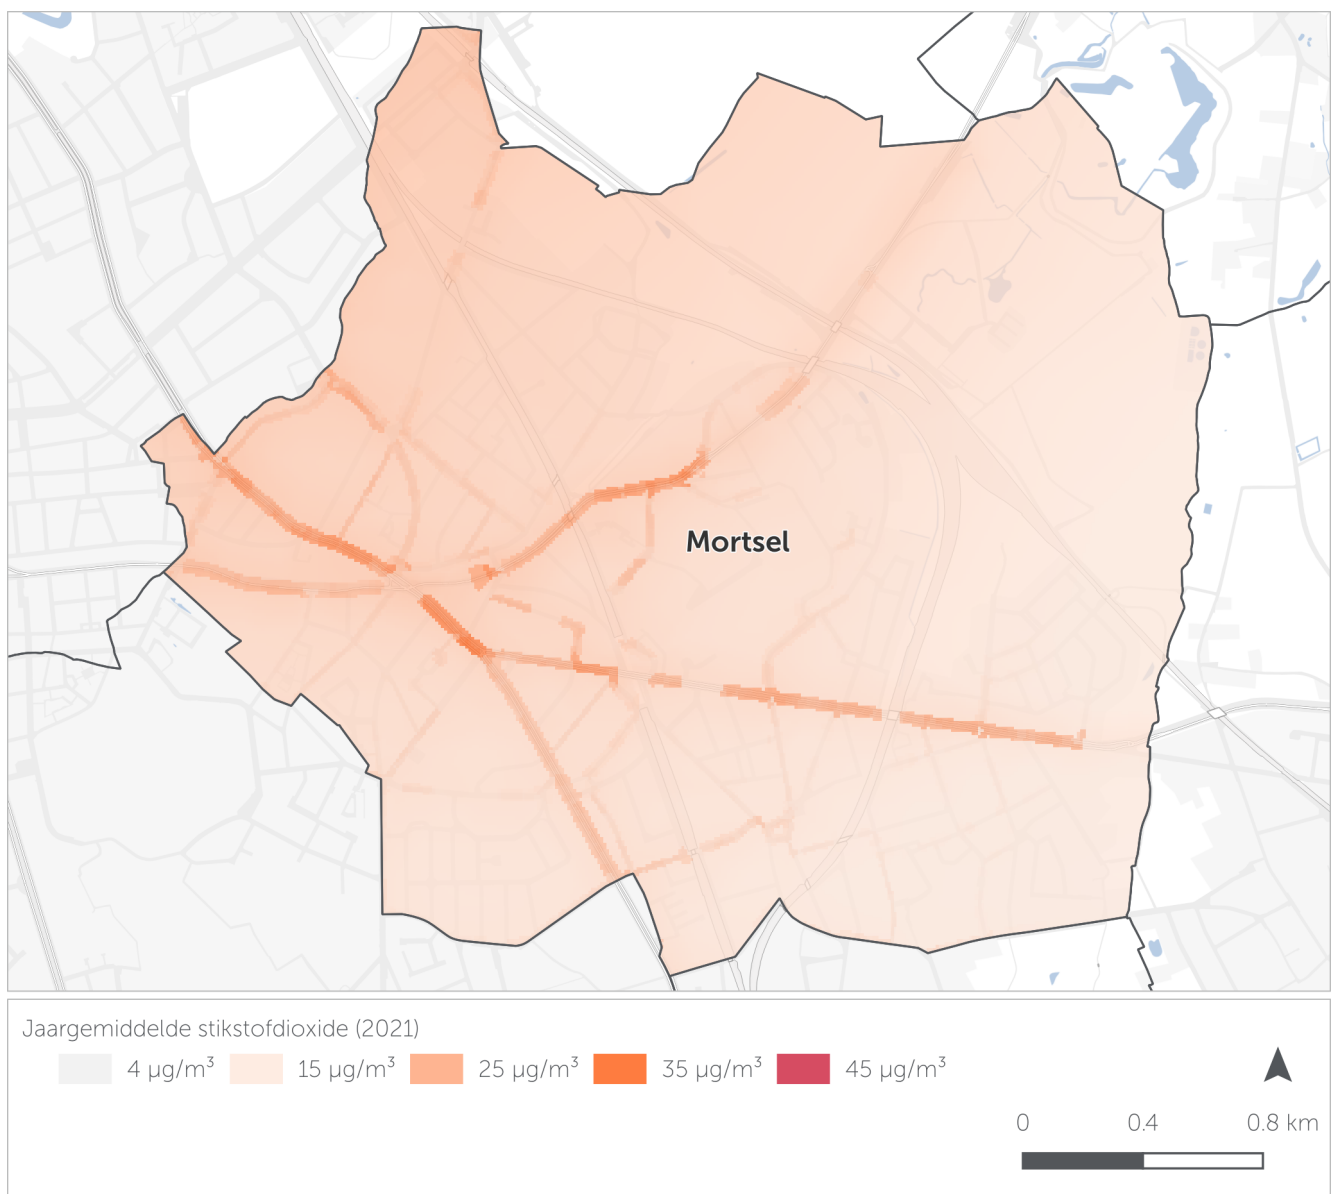 Mortsel
Jaargemiddelde stikstofdioxide (2021)
4 µg/m³ 15 µg/m³ 25 µg/m³ 35 µg/m³ 45 µg/m³
0 0.4 0.8 km